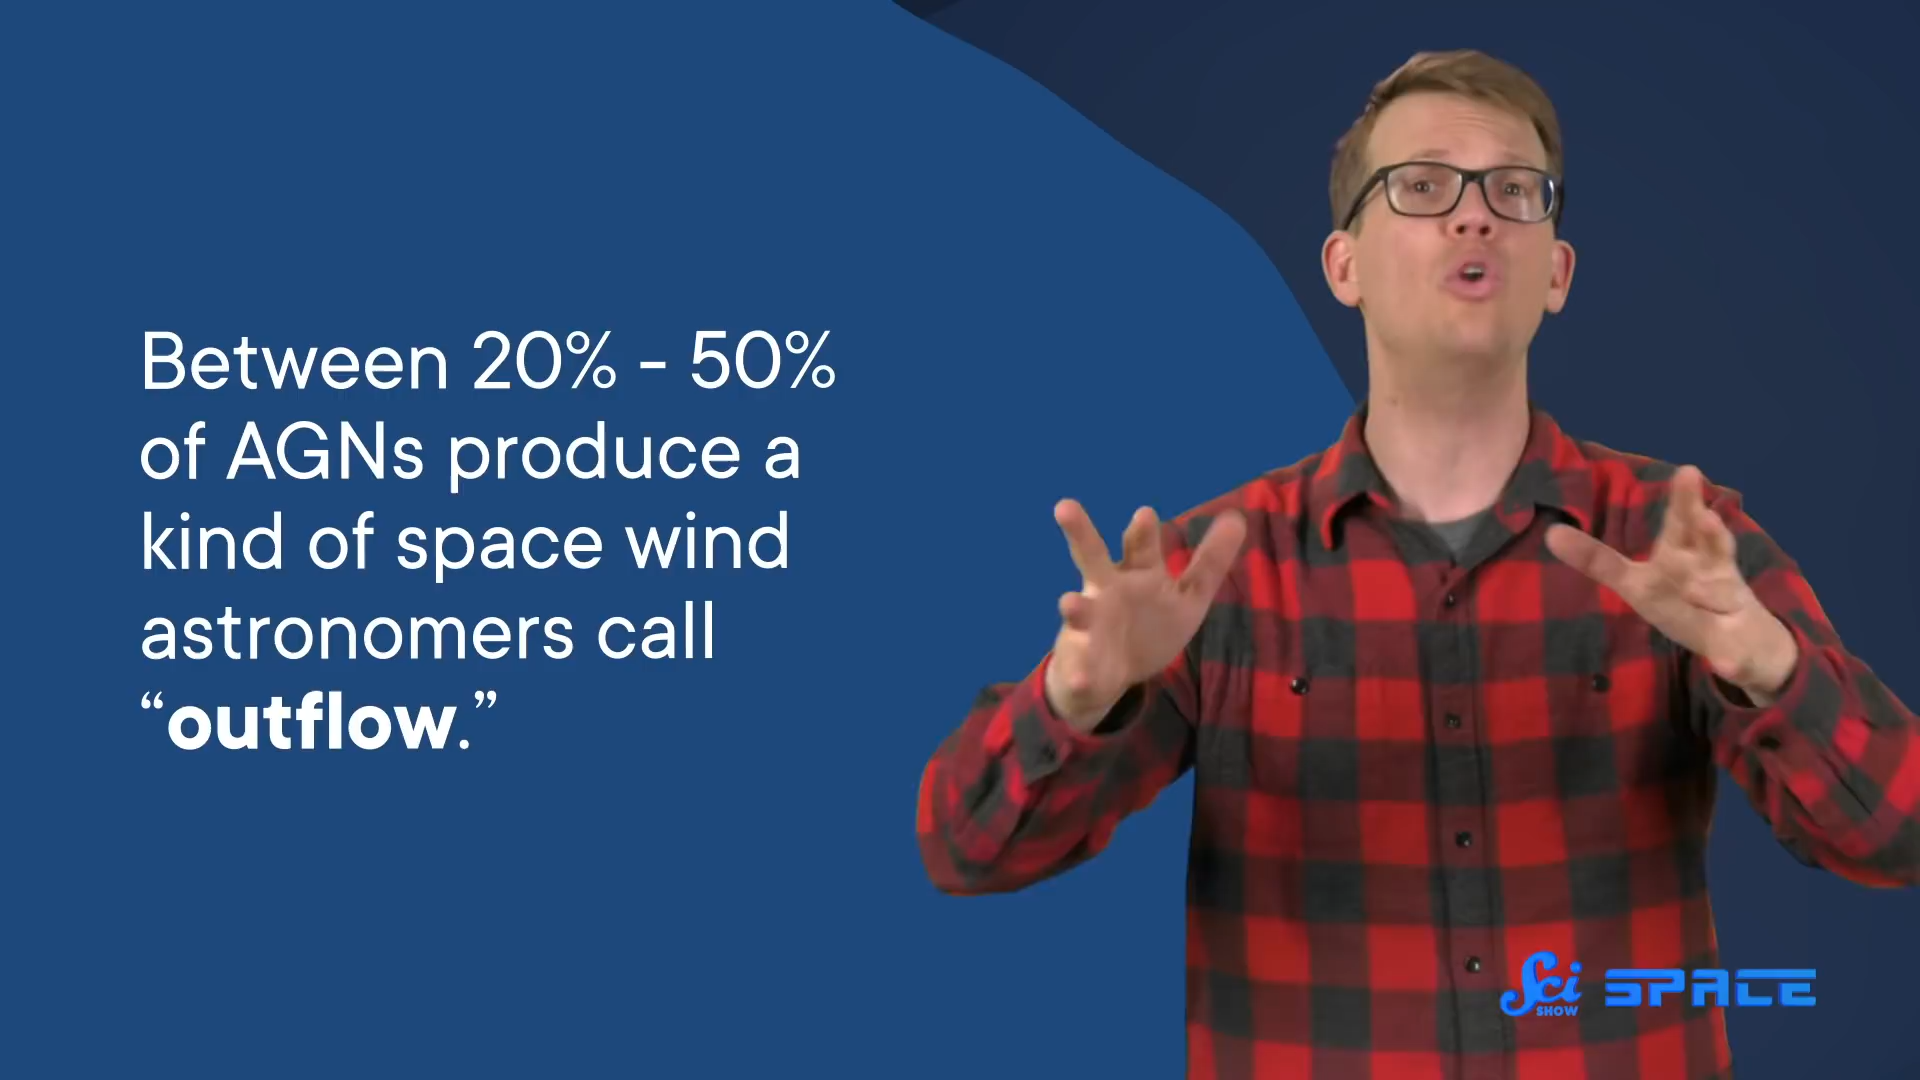 Between 20% - 50%
of AGNs produce a
kind of space wind
astronomers call
“outflow.”
Sci
SHOW
SPACE